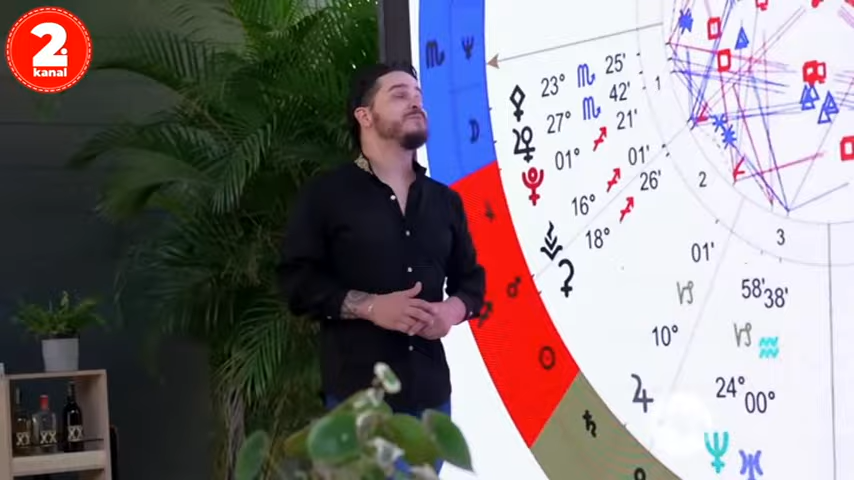 2.
kanal
23° ♏ 25'
27° ♏ 42'
01° ♐ 21'
16° ♐ 01'
18° ♐ 26'
1
2
3
01'
♑
10°
58'
38'
♑ ♒
24°
00°